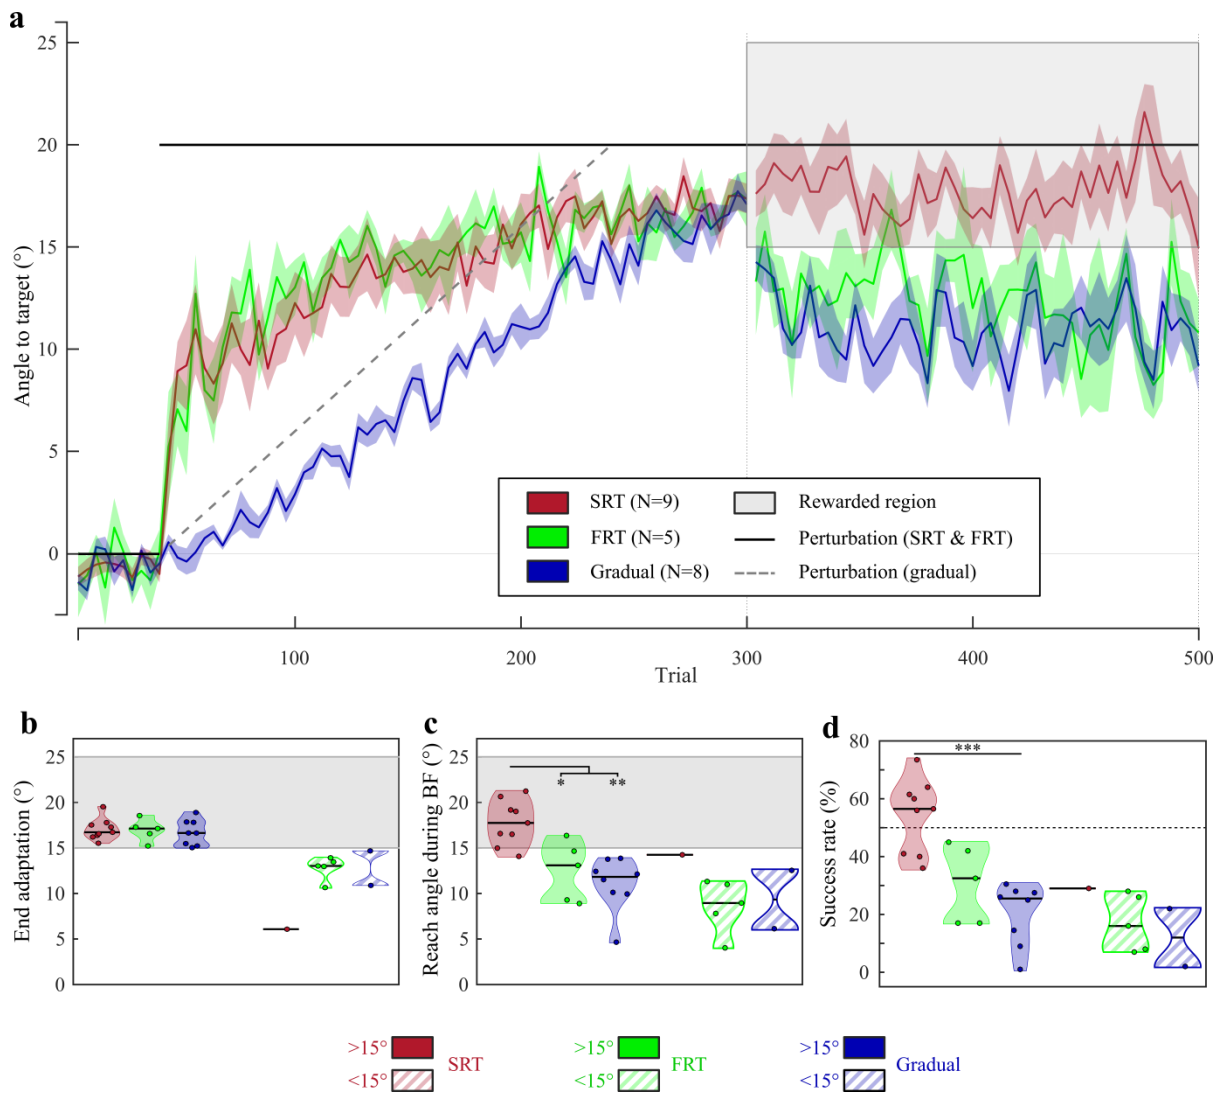 a
25
20
15
10
5
0
Angle to target (°)
SRT (N=9)
FRT (N=5)
Gradual (N=8)
Rewarded region
Perturbation (SRT & FRT)
Perturbation (gradual)
100
200
300
400
500
Trial
b
25
20
15
10
5
0
End adaptation (°)
c
25
20
15
10
5
0
Reach angle during BF (°)
*
**
d
80
60
40
20
0
Success rate (%)
***
>15°
<15°
SRT
>15°
<15°
FRT
>15°
<15°
Gradual